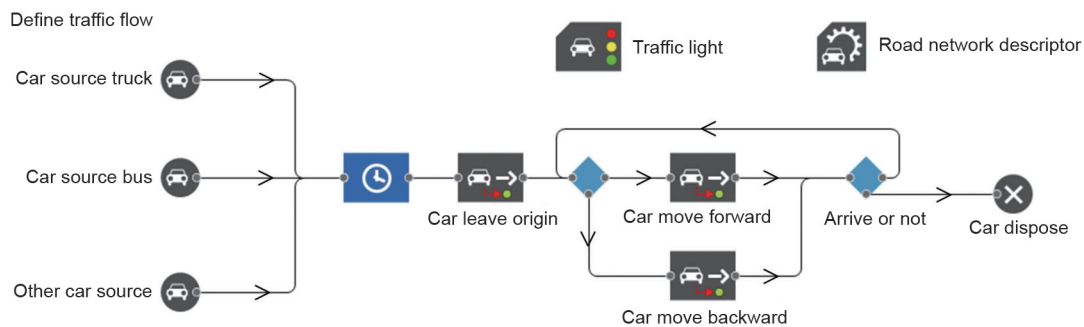 Define traffic flow
Traffic light
Road network descriptor
Car source truck
Car source bus
Car leave origin
Car move forward
Arrive or not
Car dispose
Other car source
Car move backward